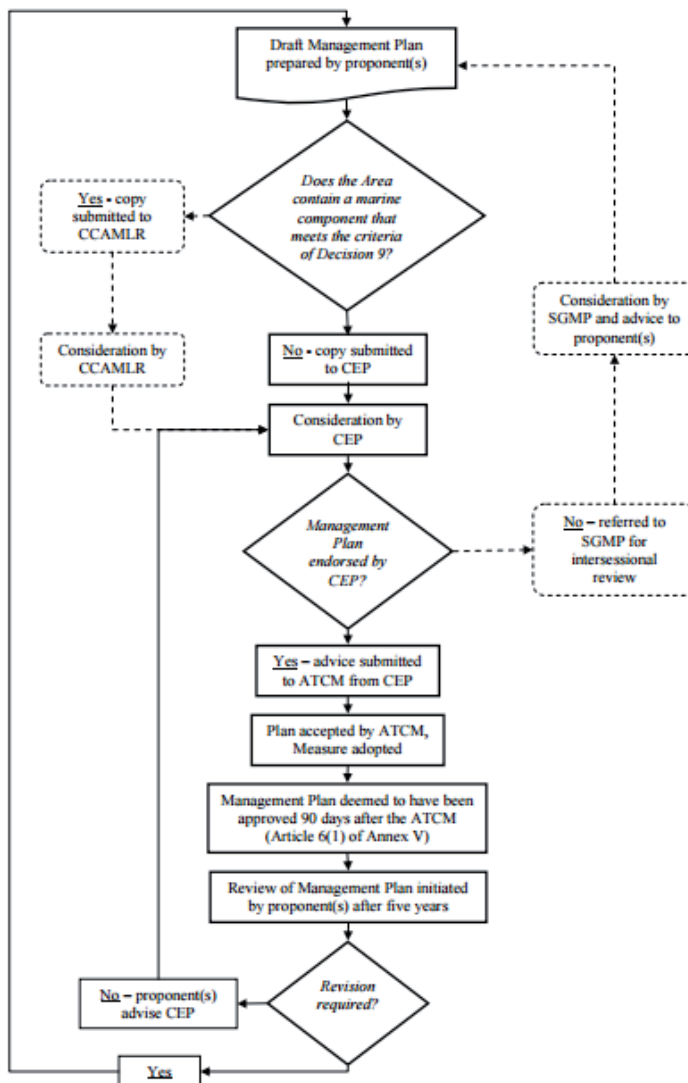 Draft Management Plan
prepared by proponent(s)
Does the Area
contain a marine
component that
meets the criteria
of Decision 9?
Yes - copy
submitted to
CCAMLR
Consideration by
CCAMLR
No - copy submitted
to CEP
Consideration by
CEP
Consideration by
SGMP and advice to
proponent(s)
Management
Plan
endorsed by
CEP?
No – referred to
SGMP for
intersessional
review
Yes – advice submitted
to ATCM from CEP
Plan accepted by ATCM,
Measure adopted
Management Plan deemed to have been
approved 90 days after the ATCM
(Article 6(1) of Annex V)
Review of Management Plan initiated
by proponent(s) after five years
Revision
required?
No – proponent(s)
advise CEP
Yes